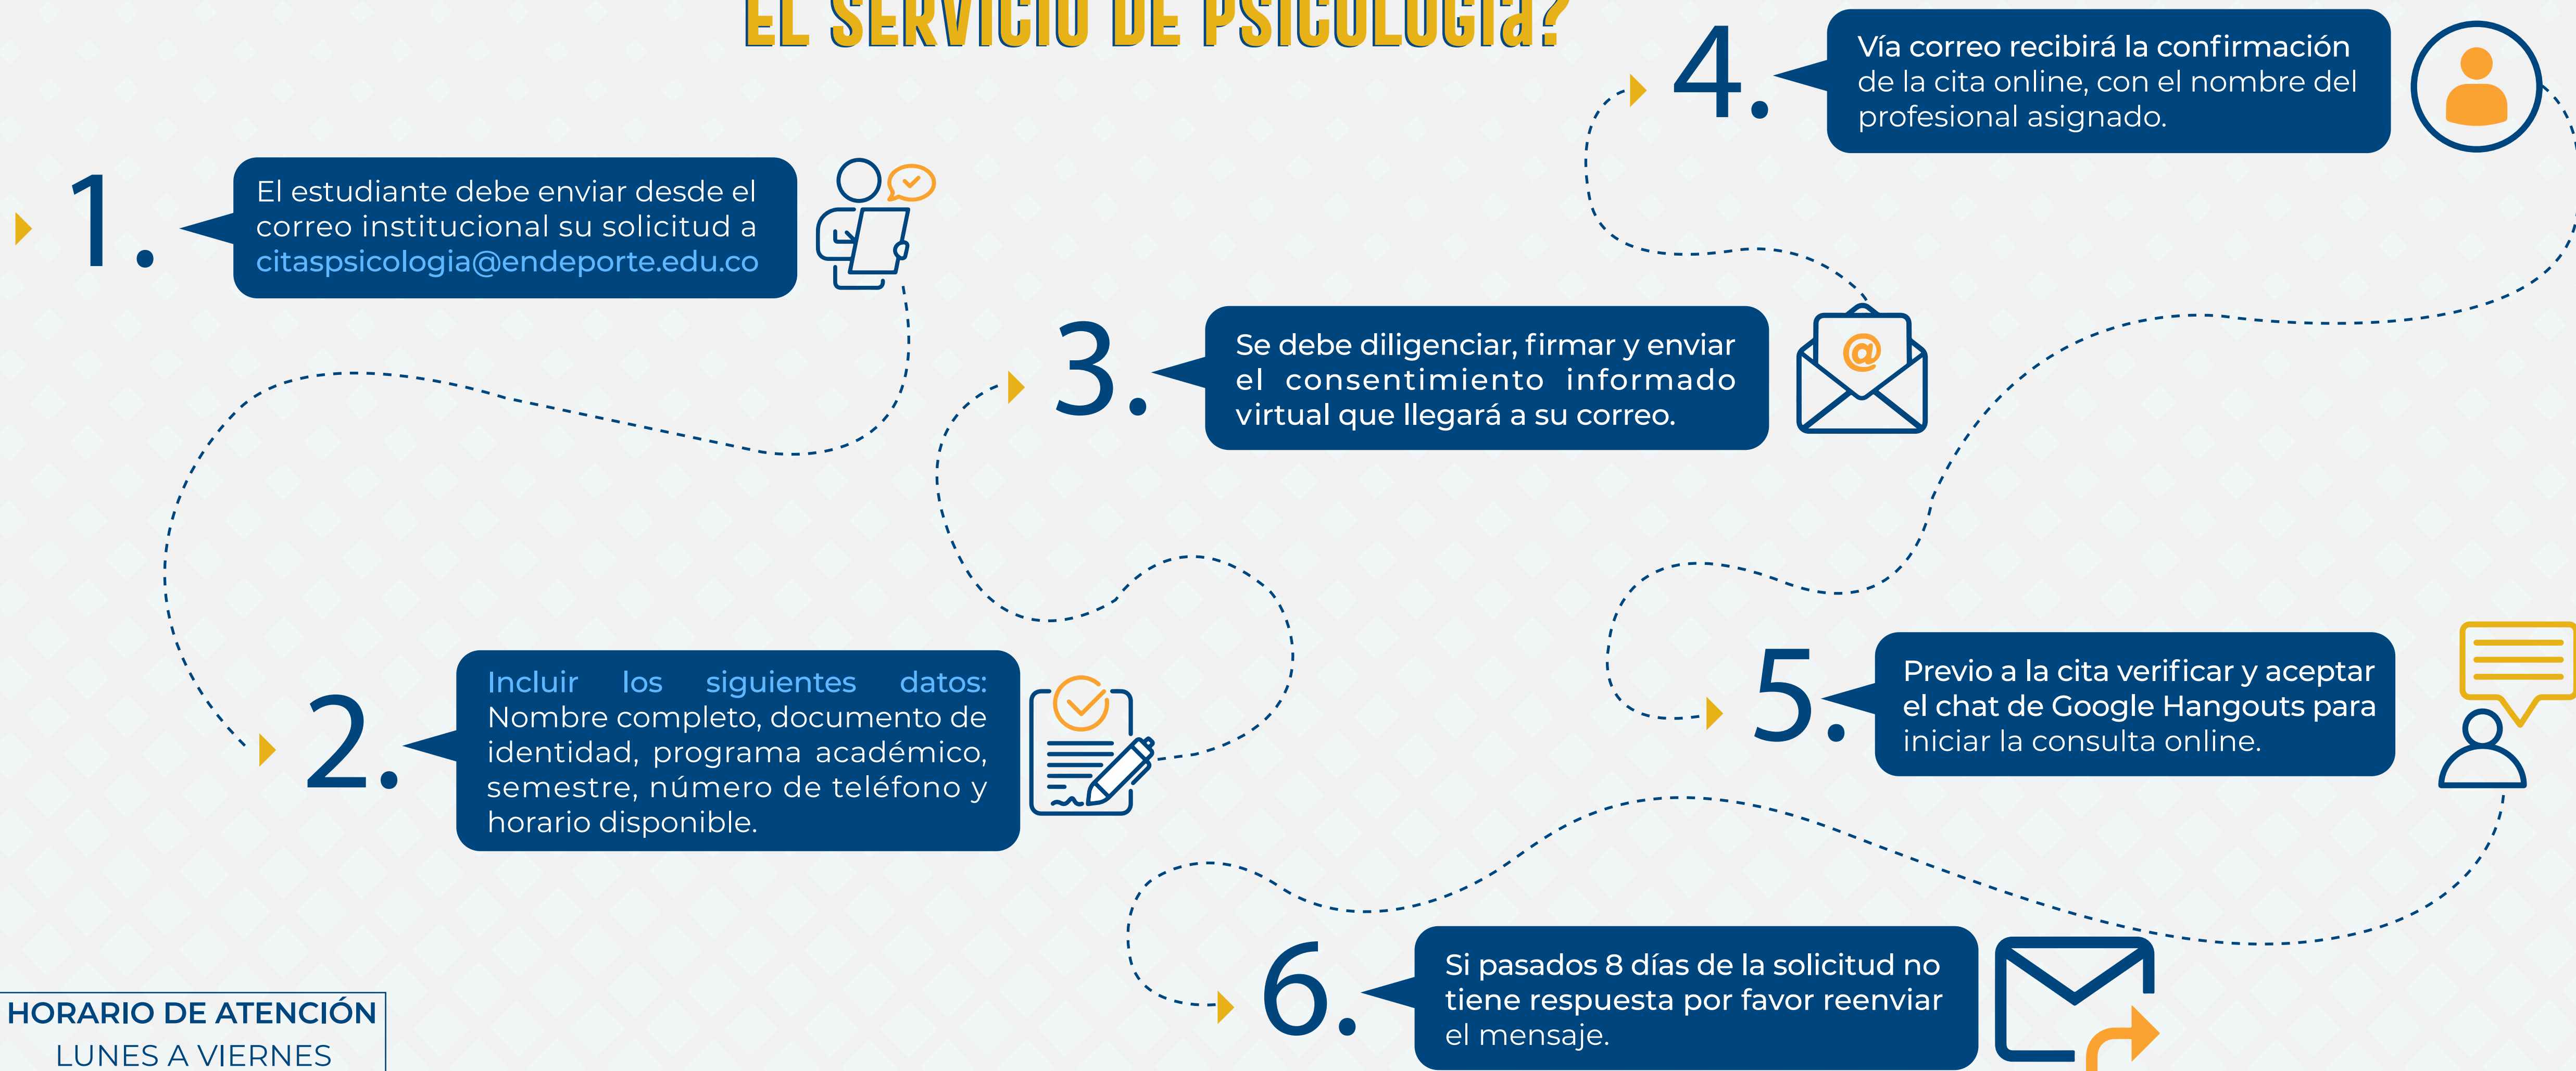 EL SERVICIO DE PSICOLOGIa?
1.
El estudiante debe enviar desde el
correo institucional su solicitud a
citaspsicologia@endeporte.edu.co
2.
Incluir los siguientes datos:
Nombre completo, documento de
identidad, programa académico,
semestre, número de teléfono y
horario disponible.
3.
Se debe diligenciar, firmar y enviar
el consentimiento informado
virtual que llegará a su correo.
@
4.
Vía correo recibirá la confirmación
de la cita online, con el nombre del
profesional asignado.
5.
Previo a la cita verificar y aceptar
el chat de Google Hangouts para
iniciar la consulta online.
6.
Si pasados 8 días de la solicitud no
tiene respuesta por favor reenviar
el mensaje.
HORARIO DE ATENCIÓN
LUNES A VIERNES